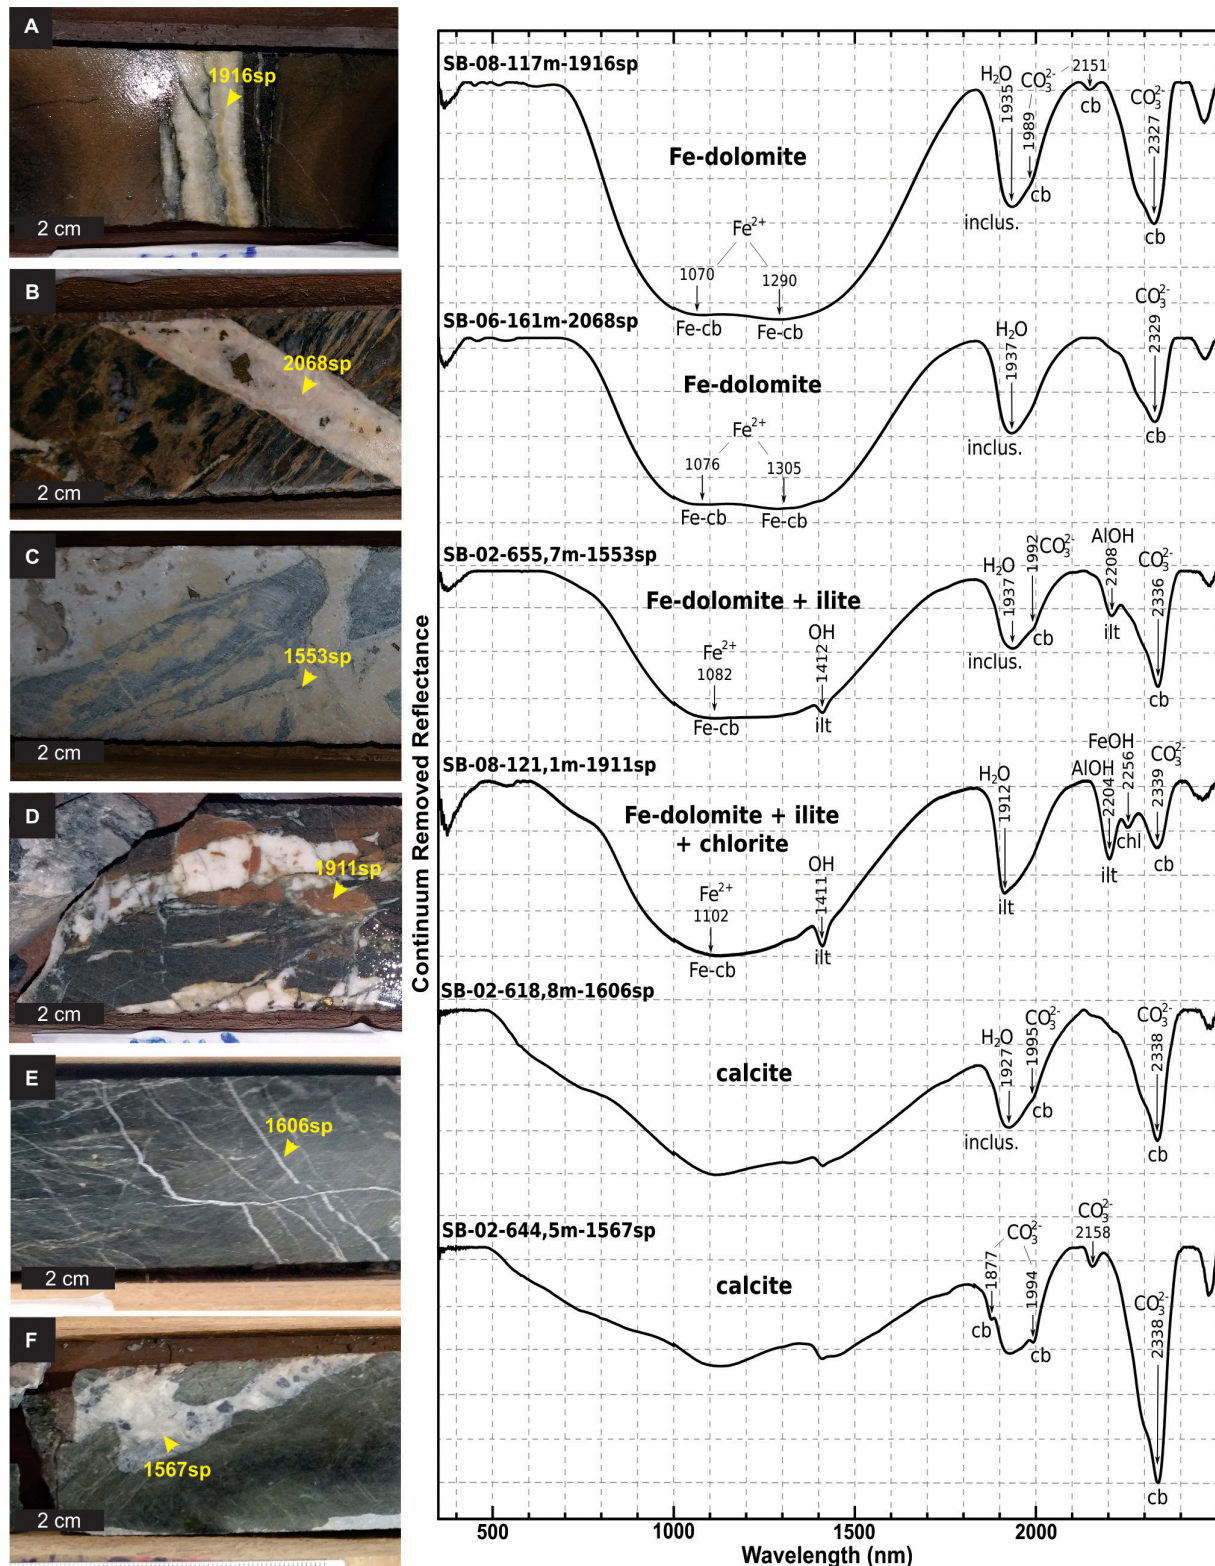 A
1916sp
2 cm
B
2068sp
2 cm
C
1553sp
2 cm
D
1911sp
2 cm
E
1606sp
2 cm
F
1567sp
2 cm
Continuum Removed Reflectance
SB-08-117m-1916sp
H₂O
1935
CO₃²⁻
1989
2151
cb
CO₃²⁻
2327
Fe-dolomite
cb
inclus.
cb
Fe²⁺
1070
1290
Fe-cb
Fe-cb
SB-06-161m-2068sp
H₂O
1937
CO₃²⁻
2329
Fe-dolomite
cb
inclus.
Fe²⁺
1076
1305
Fe-cb
Fe-cb
SB-02-655,7m-1553sp
H₂O
1937
1992
CO₃²⁻
AlOH
2208
CO₃²⁻
2336
Fe-dolomite + ilite
cb
ilt
inclus.
OH
1412
Fe²⁺
1082
cb
Fe-cb
ilt
SB-08-121,1m-1911sp
H₂O
1912
AlOH
2204
FeOH
2256
CO₃²⁻
2339
Fe-dolomite + ilite
+ chlorite
chl
cb
ilt
OH
1411
Fe²⁺
1102
ilt
Fe-cb
ilt
SB-02-618,8m-1606sp
H₂O
1927
CO₃²⁻
1995
CO₃²⁻
2338
calcite
cb
inclus.
cb
SB-02-644,5m-1567sp
CO₃²⁻
1877
1994
CO₃²⁻
2158
CO₃²⁻
2338
calcite
cb
cb
cb
500
1000
1500
2000
Wavelength (nm)